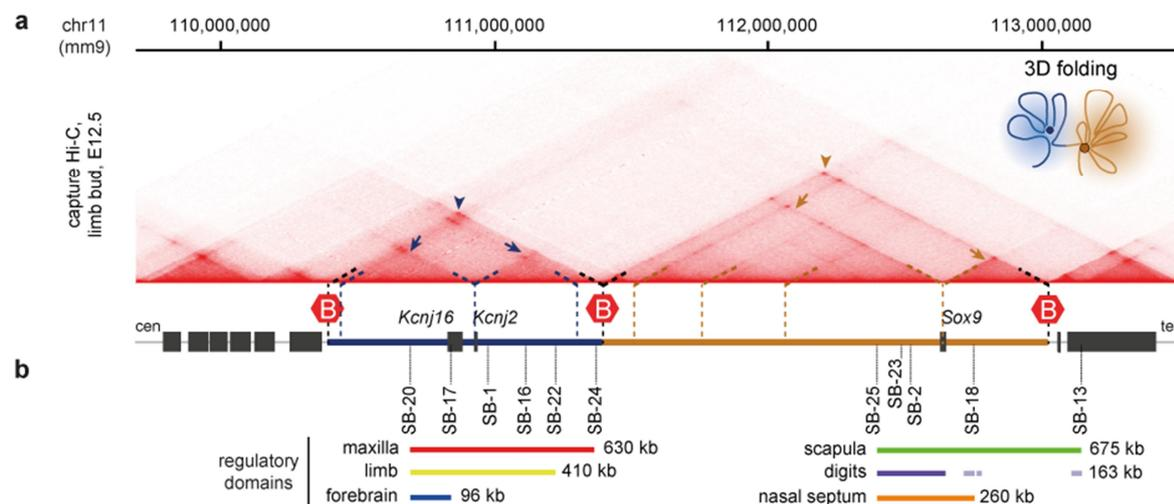 a
chr11
(mm9)
110,000,000 111,000,000 112,000,000 113,000,000
3D folding
capture Hi-C,
limb bud, E12.5
B B B
Kcnj16 Kcnj2 Sox9
cen te
b
SB-20 SB-17 SB-1 SB-16 SB-22 SB-24 SB-25 SB-23 SB-2 SB-18 SB-13
regulatory
domains
maxilla 630 kb
limb 410 kb
forebrain 96 kb
scapula 675 kb
digits 163 kb
nasal septum 260 kb